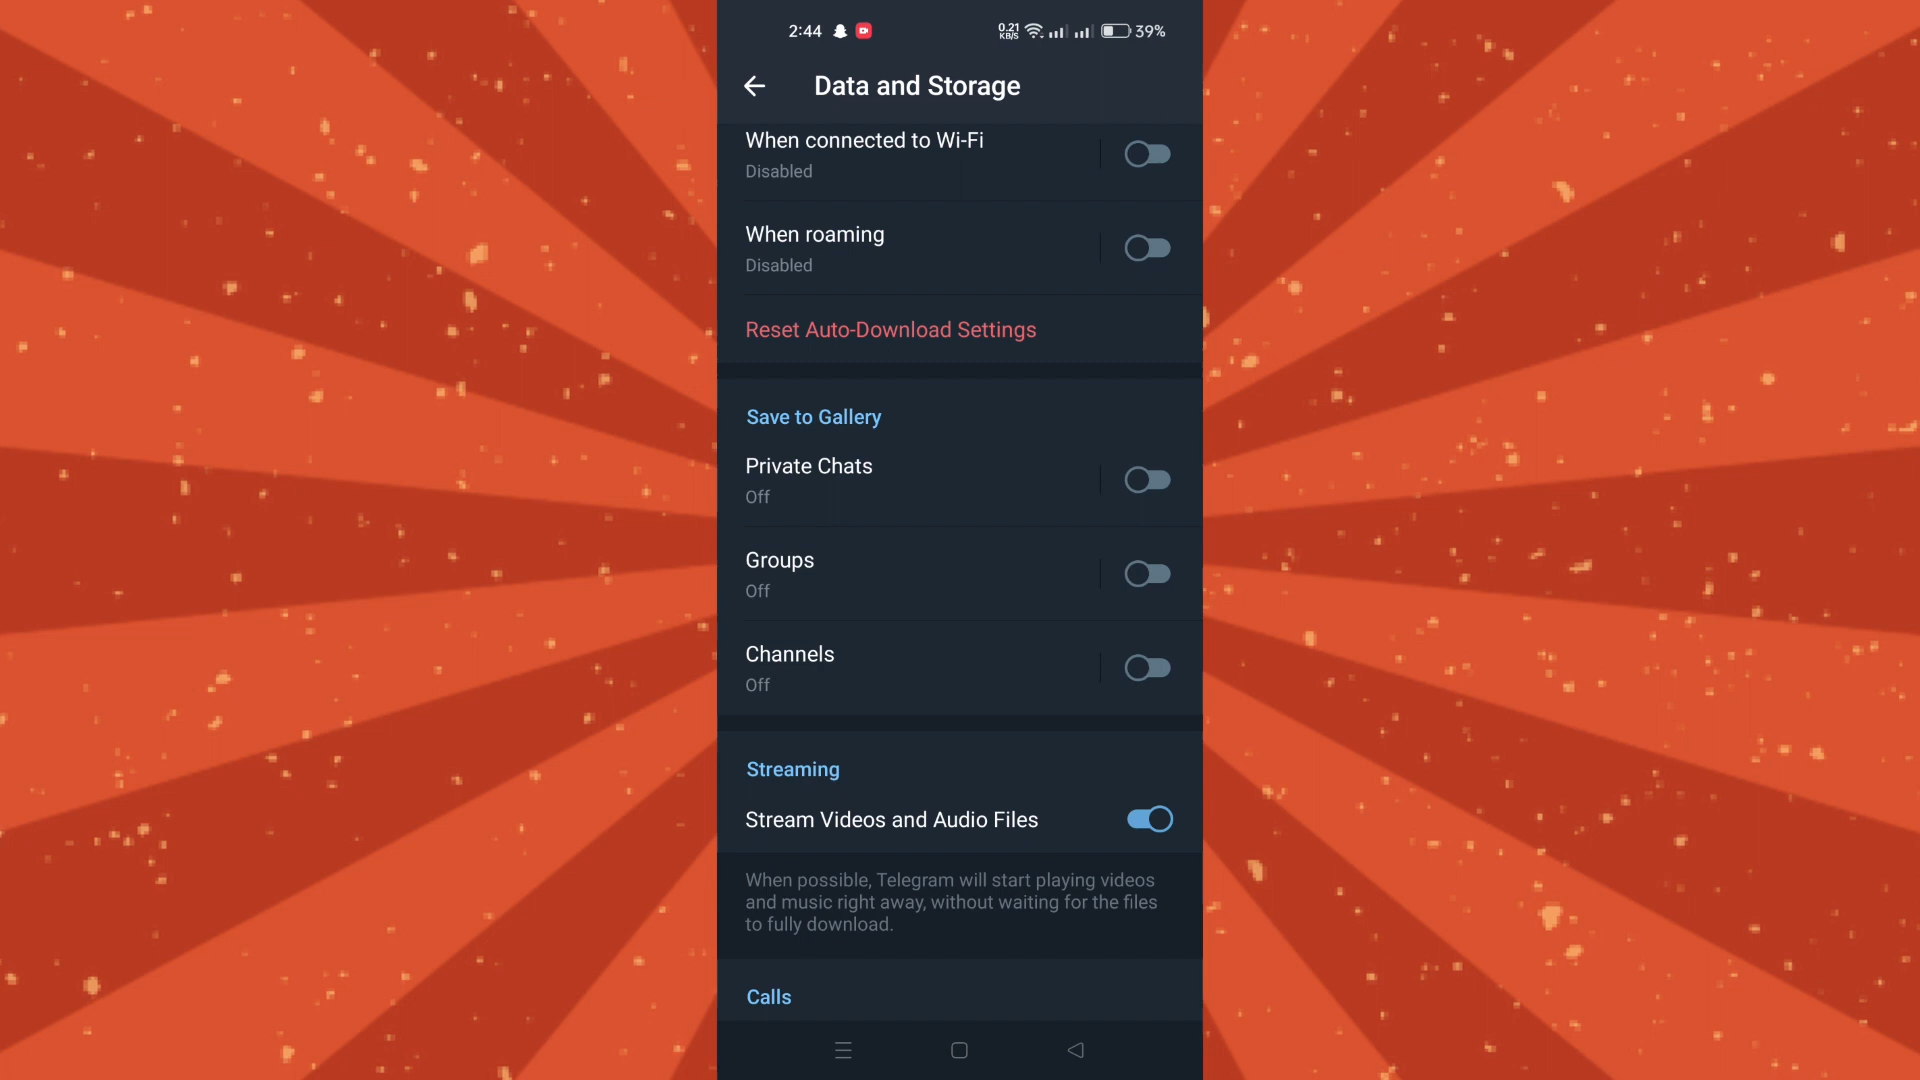 2:44
0.21
KB/S
39%
Data and Storage
When connected to Wi-Fi
Disabled
When roaming
Disabled
Reset Auto-Download Settings
Save to Gallery
Private Chats
Off
Groups
Off
Channels
Off
Streaming
Stream Videos and Audio Files
When possible, Telegram will start playing videos
and music right away, without waiting for the files
to fully download.
Calls